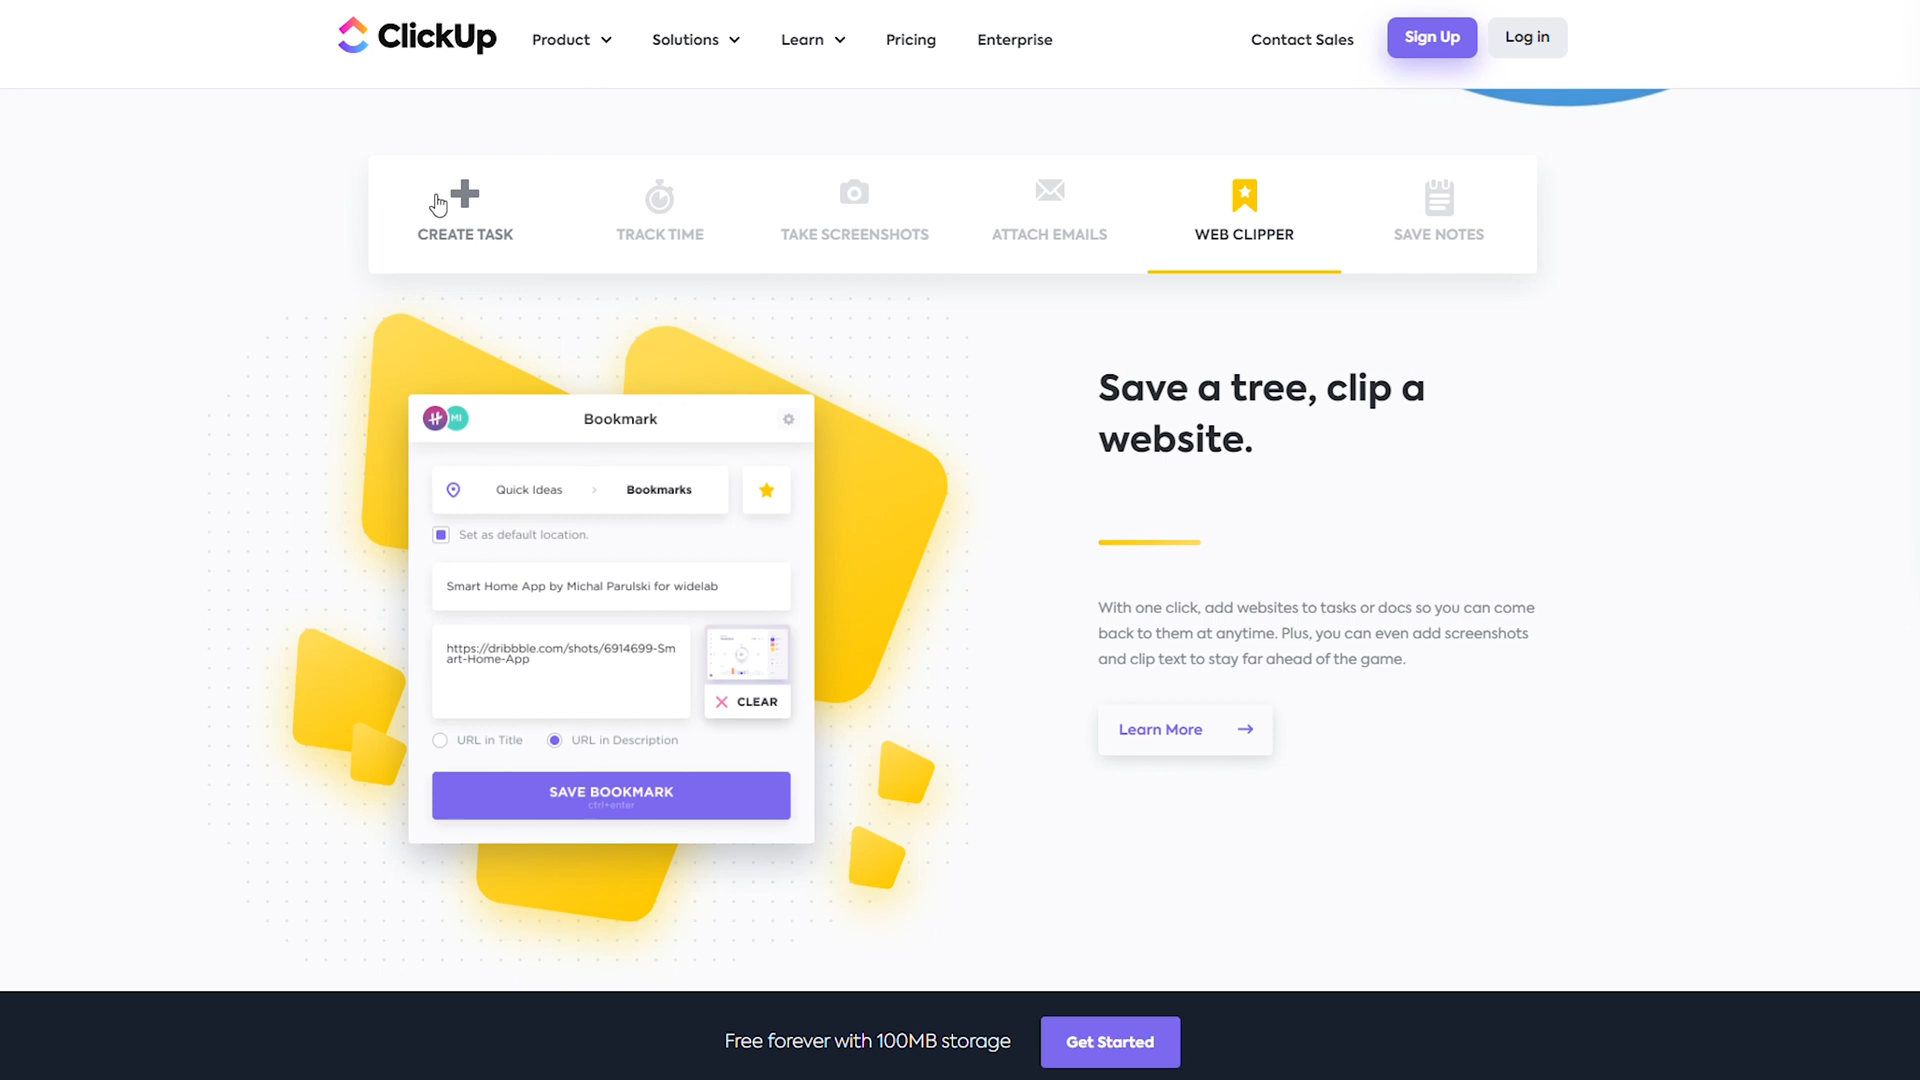 ClickUp
Product
Solutions
Learn
Pricing
Enterprise
Contact Sales
Sign Up
Log in
CREATE TASK
TRACK TIME
TAKE SCREENSHOTS
ATTACH EMAILS
WEB CLIPPER
SAVE NOTES
MI
Bookmark
Quick Ideas
Bookmarks
Set as default location.
Smart Home App by Michal Parulski for widelab
https://dribbble.com/shots/6914699-Sm
art-Home-App
CLEAR
URL in Title
URL in Description
SAVE BOOKMARK
ctrl+enter
Save a tree, clip a
website.
With one click, add websites to tasks or docs so you can come
back to them at anytime. Plus, you can even add screenshots
and clip text to stay far ahead of the game.
Learn More
Free forever with 100MB storage
Get Started